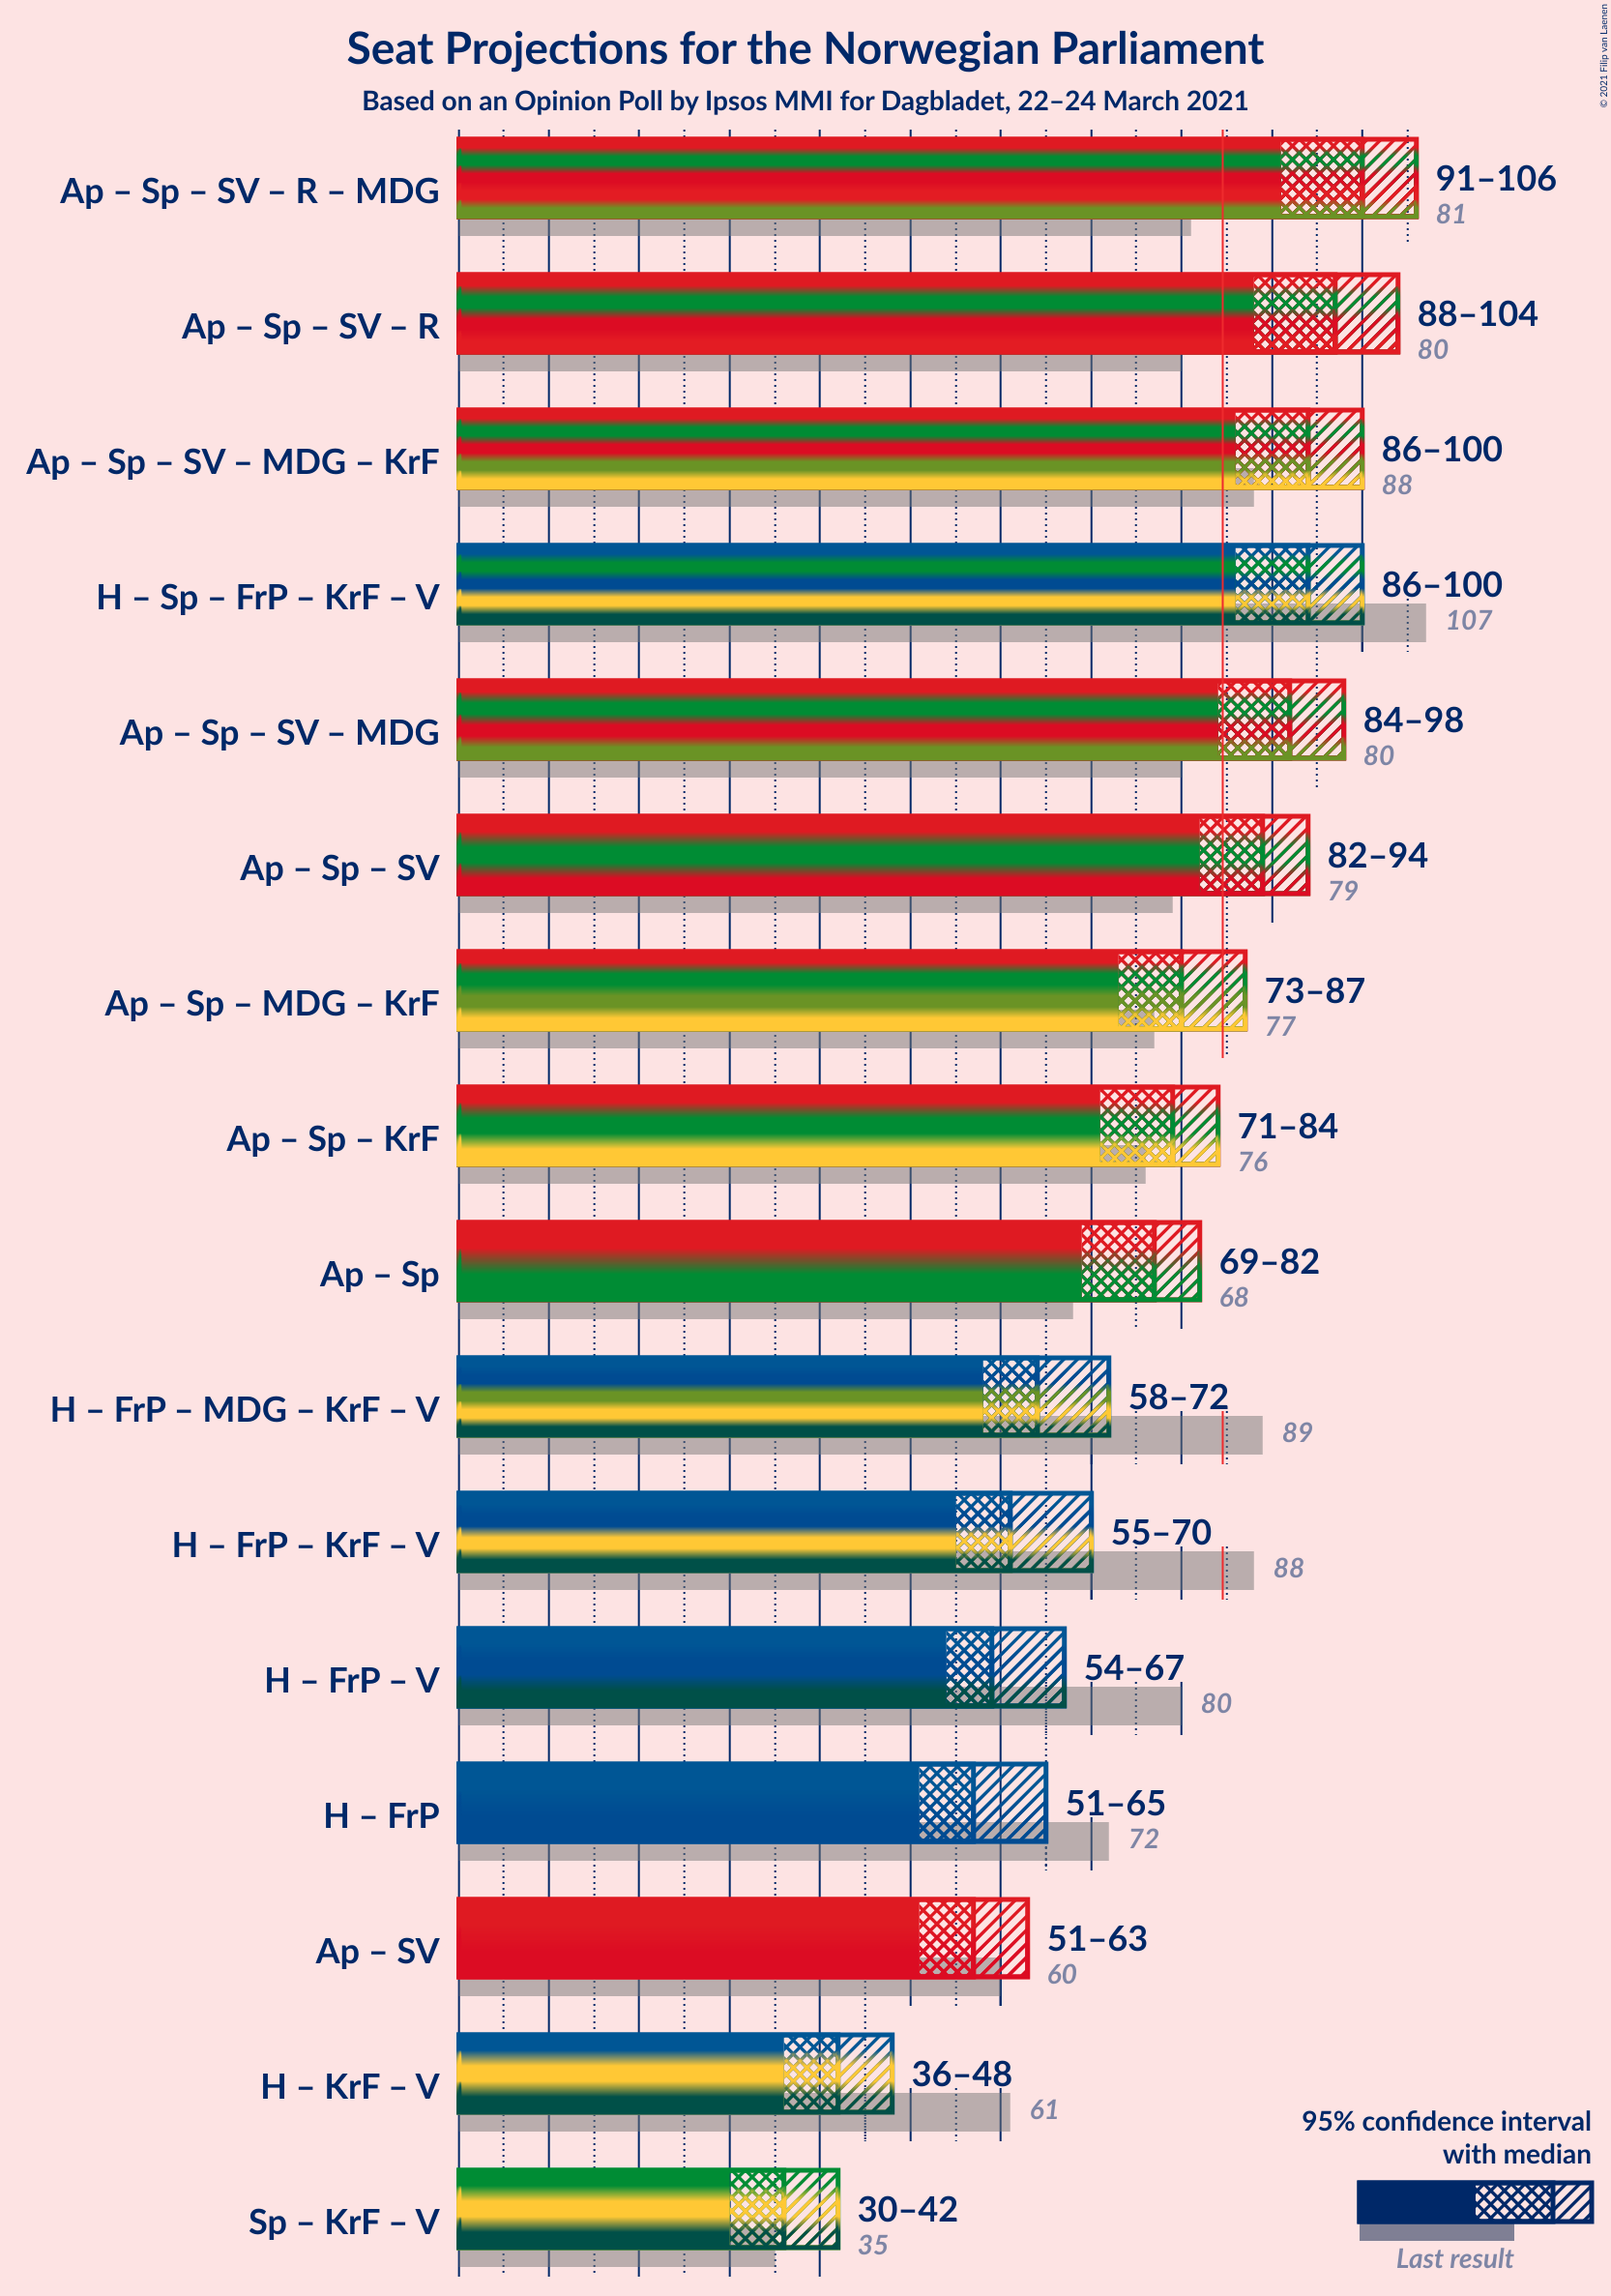 Seat Projections for the Norwegian Parliament
Based on an Opinion Poll by Ipsos MMI for Dagbladet, 22–24 March 2021
© 2021 Filip van Laenen
Ap – Sp – SV – R – MDG
91–106
81
Ap – Sp – SV – R
88–104
80
Ap – Sp – SV – MDG – KrF
86–100
88
H – Sp – FrP – KrF – V
86–100
107
Ap – Sp – SV – MDG
84–98
80
Ap – Sp – SV
82–94
79
Ap – Sp – MDG – KrF
73–87
77
Ap – Sp – KrF
71–84
76
Ap – Sp
69–82
68
H – FrP – MDG – KrF – V
58–72
89
H – FrP – KrF – V
55–70
88
H – FrP – V
54–67
80
H – FrP
51–65
72
Ap – SV
51–63
60
H – KrF – V
36–48
61
Sp – KrF – V
30–42
35
95% confidence interval
with median
Last result